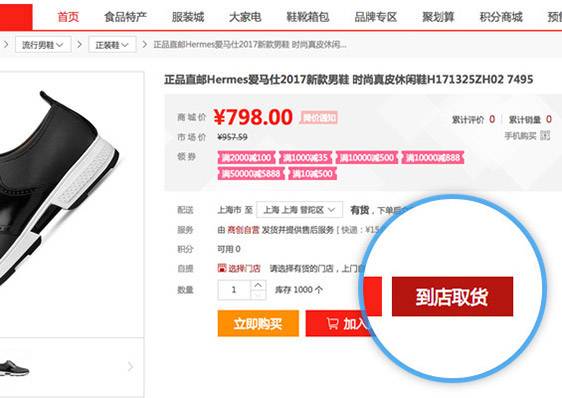 首页 食品特产 服装城 大家电 鞋靴箱包 品牌专区 聚划算 积分商城
流行男鞋 正装鞋 正品直邮Hermes爱马仕2017新款男鞋 时尚真皮休闲...
正品直邮Hermes爱马仕2017新款男鞋 时尚真皮休闲鞋H171325ZH02 7495
商城价 ¥798.00 降价通知 累计评价 0 累计销量 0
市场价 ¥957.59 手机购买
领券 满2000减100 满1000减35 满10000减500 满10000减888
满50000减5888 满10减500
配送 上海市 至 上海 上海 普陀区 有货，下单后
服务 由 商创自营 发货并提供售后服务 [ 快递：¥15
积分 可用 0
自提 选择门店 请选择有货的门店，上门自
数量 1 库存 1000 个
立即购买 加入 到店取货